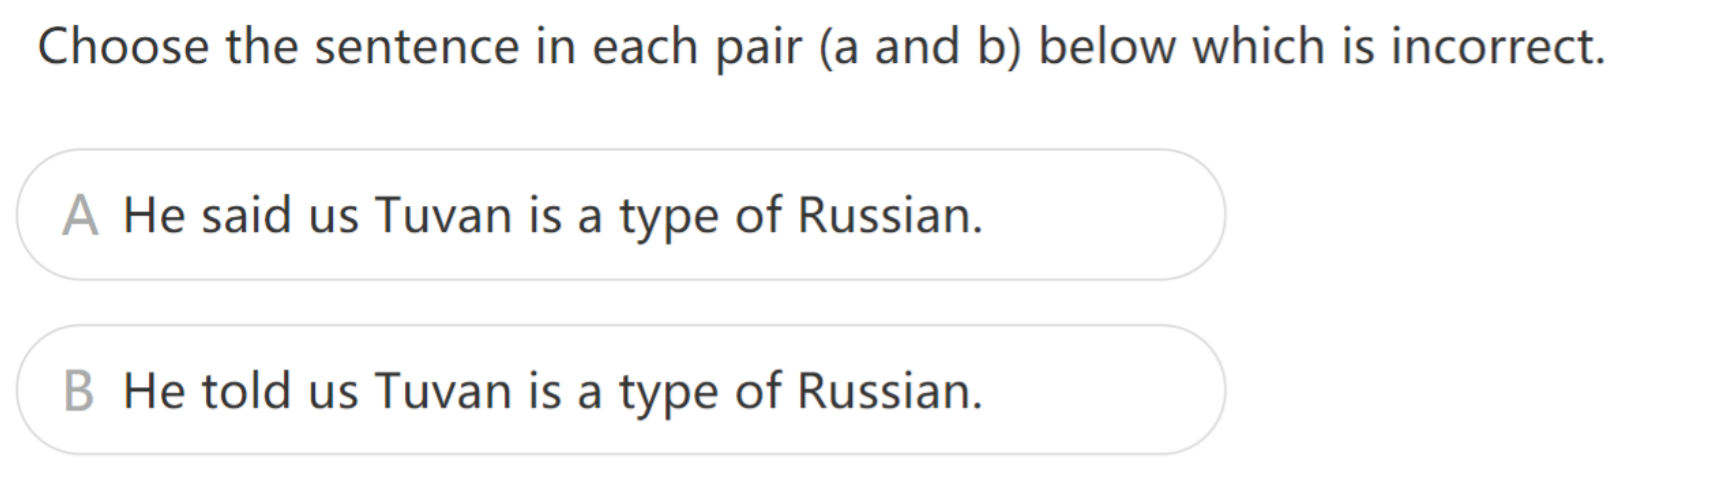 Choose the sentence in each pair (a and b) below which is incorrect.
A He said us Tuvan is a type of Russian.
B He told us Tuvan is a type of Russian.